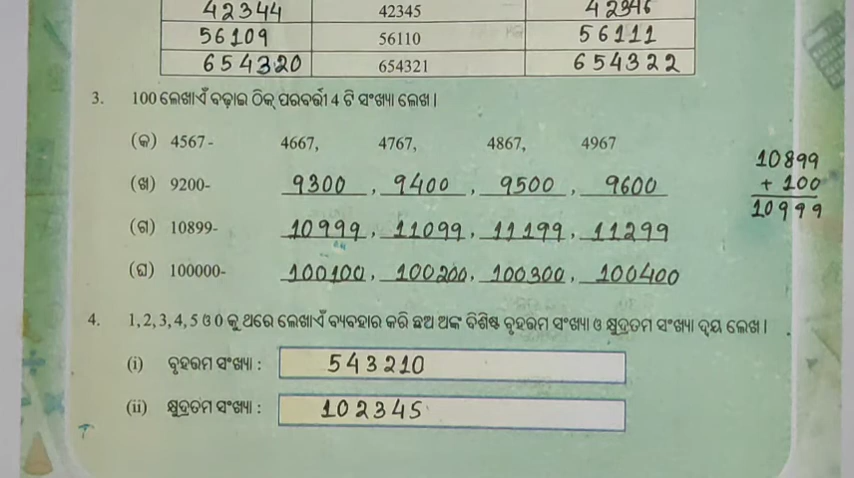 42344 42345 42346
56109 56110 56111
654320 654321 654322
3. 100 ଲେଖାଏଁ ବଢ଼ାଇ ଠିକ୍ ପରବର୍ତ୍ତୀ 4 ଟି ସଂଖ୍ୟା ଲେଖ।
(କ) 4567 - 4667, 4767, 4867, 4967
(ଖ) 9200- 9300, 9400, 9500, 9600
(ଗ) 10899- 10999, 11099, 11199, 11299
(ଘ) 100000- 100100, 100200, 100300, 100400
10899
+ 100
10999
4. 1, 2, 3, 4, 5 ଓ 0 କୁ ଥରେ ଲେଖାଏଁ ବ୍ୟବହାର କରି ଛଅ ଅଙ୍କ ବିଶିଷ୍ଟ ବୃହତ୍ତମ ସଂଖ୍ୟା ଓ କ୍ଷୁଦ୍ରତମ ସଂଖ୍ୟା ଦ୍ୱୟ ଲେଖ।
(i) ବୃହତ୍ତମ ସଂଖ୍ୟା : 543210
(ii) କ୍ଷୁଦ୍ରତମ ସଂଖ୍ୟା : 102345